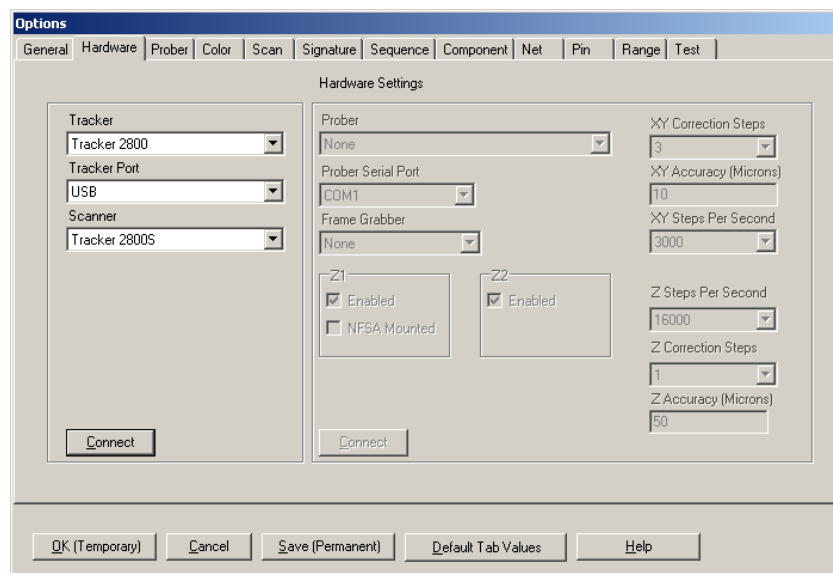 Options
General Hardware Prober Color Scan Signature Sequence Component Net Pin Range Test
Hardware Settings
Tracker
Tracker 2800
Tracker Port
USB
Scanner
Tracker 2800S
Connect
Prober
None
Prober Serial Port
COM1
Frame Grabber
None
Z1
Enabled
NFSA Mounted
Z2
Enabled
Connect
XY Correction Steps
3
XY Accuracy (Microns)
10
XY Steps Per Second
3000
Z Steps Per Second
16000
Z Correction Steps
1
Z Accuracy (Microns)
50
OK (Temporary) Cancel Save (Permanent) Default Tab Values Help